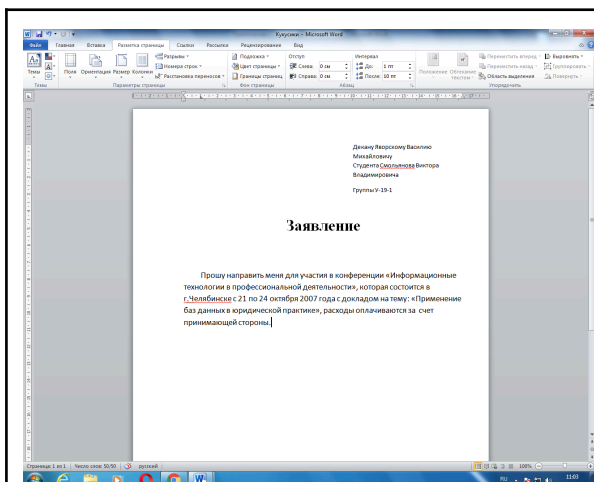 Кукусики - Microsoft Word
Файл Главная Вставка Разметка страницы Ссылки Рассылки Рецензирование Вид
Темы Поля Ориентация Размер Колонки Разрывы Номера строк Расстановка переносов
Подложка Цвет страницы Границы страниц
Отступ Слева: 0 см Справа: 0 см
Интервал До: 1 пт После: 10 пт
Положение Обтекание текстом Переместить вперед Переместить назад Область выделения
Выровнять Группировать Повернуть
Темы Параметры страницы Фон страницы Абзац Упорядочить
Декану Яворскому Василию
Михайловичу
Студента Смольянова Виктора
Владимировича
Группы У-19-1
Заявление
Прошу направить меня для участия в конференции «Информационные
технологии в профессиональной деятельности», которая состоится в
г.Челябинске с 21 по 24 октября 2007 года с докладом на тему: «Применение
баз данных в юридической практике», расходы оплачиваются за счет
принимающей стороны.
Страница: 1 из 1 Число слов: 50/50 русский 100%
RU 11:03